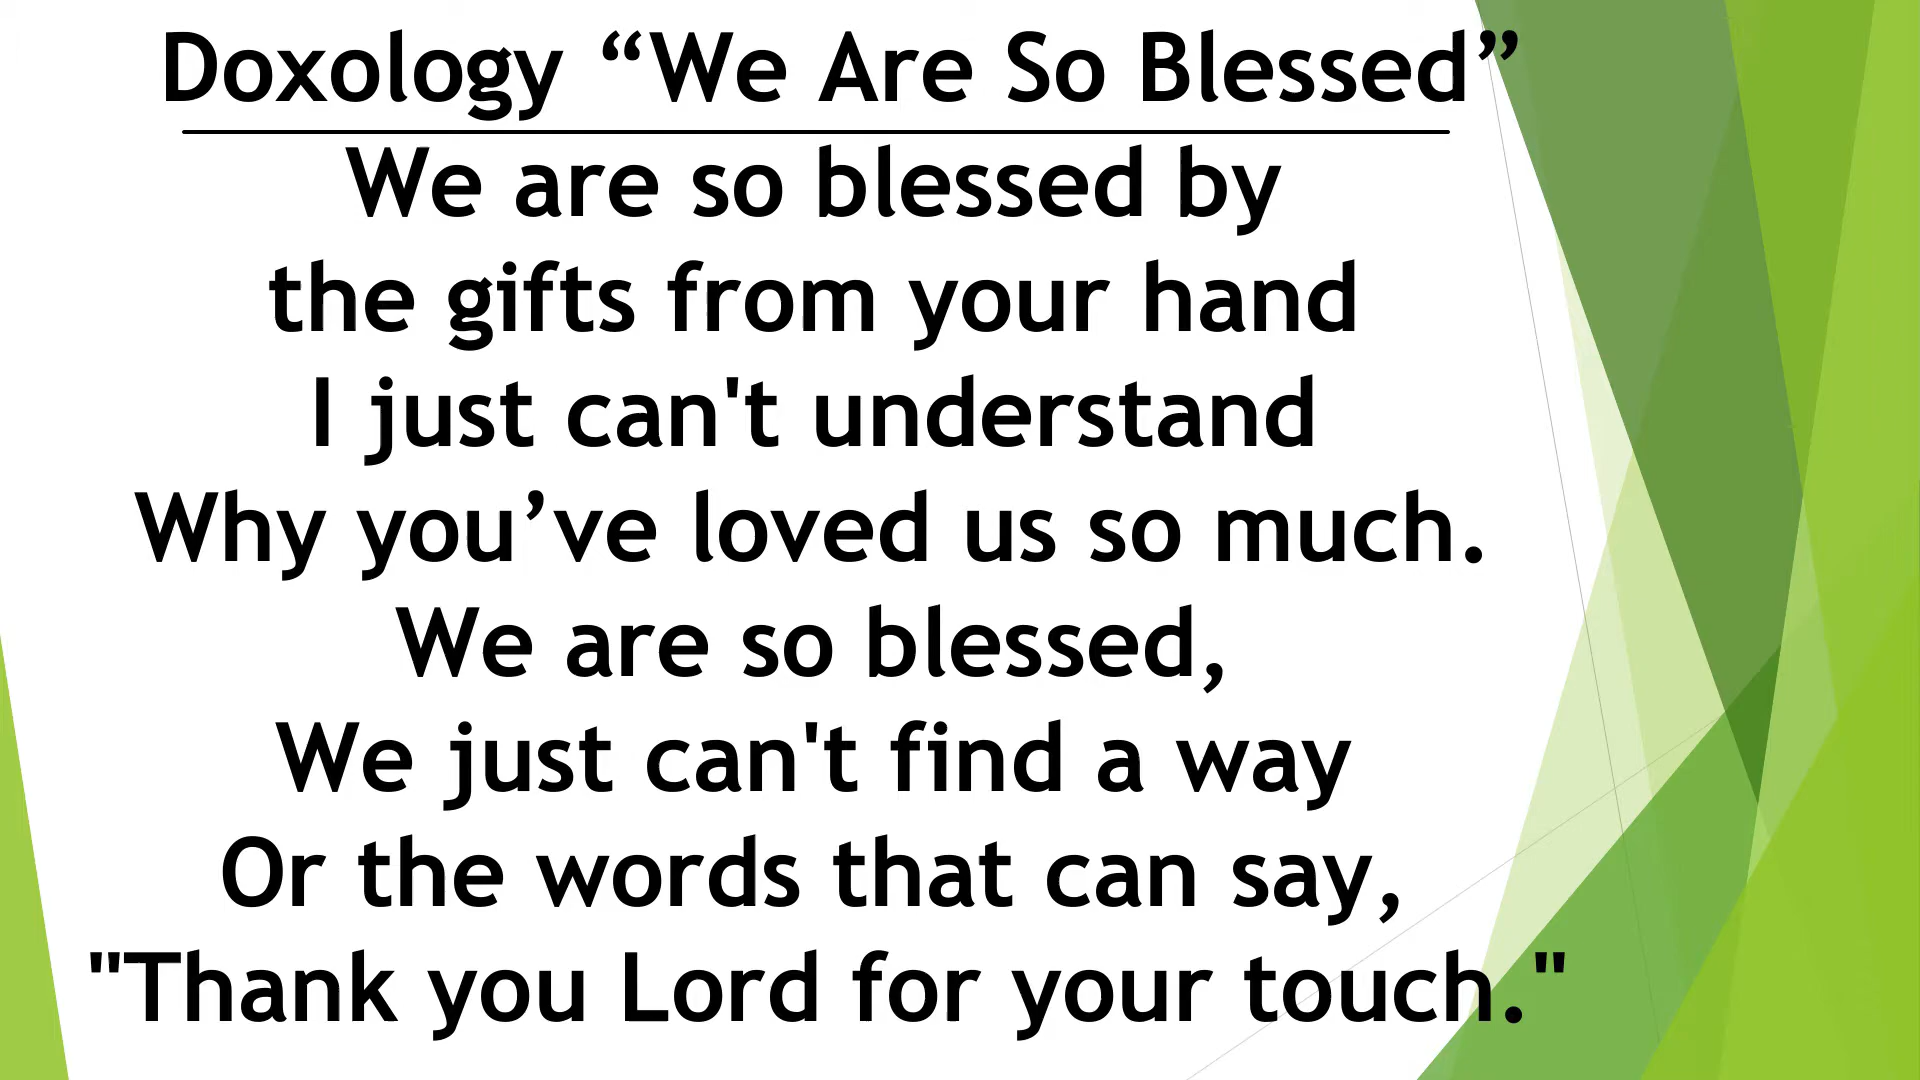 Doxology “We Are So Blessed”
We are so blessed by
the gifts from your hand
I just can't understand
Why you’ve loved us so much.
We are so blessed,
We just can't find a way
Or the words that can say,
"Thank you Lord for your touch."